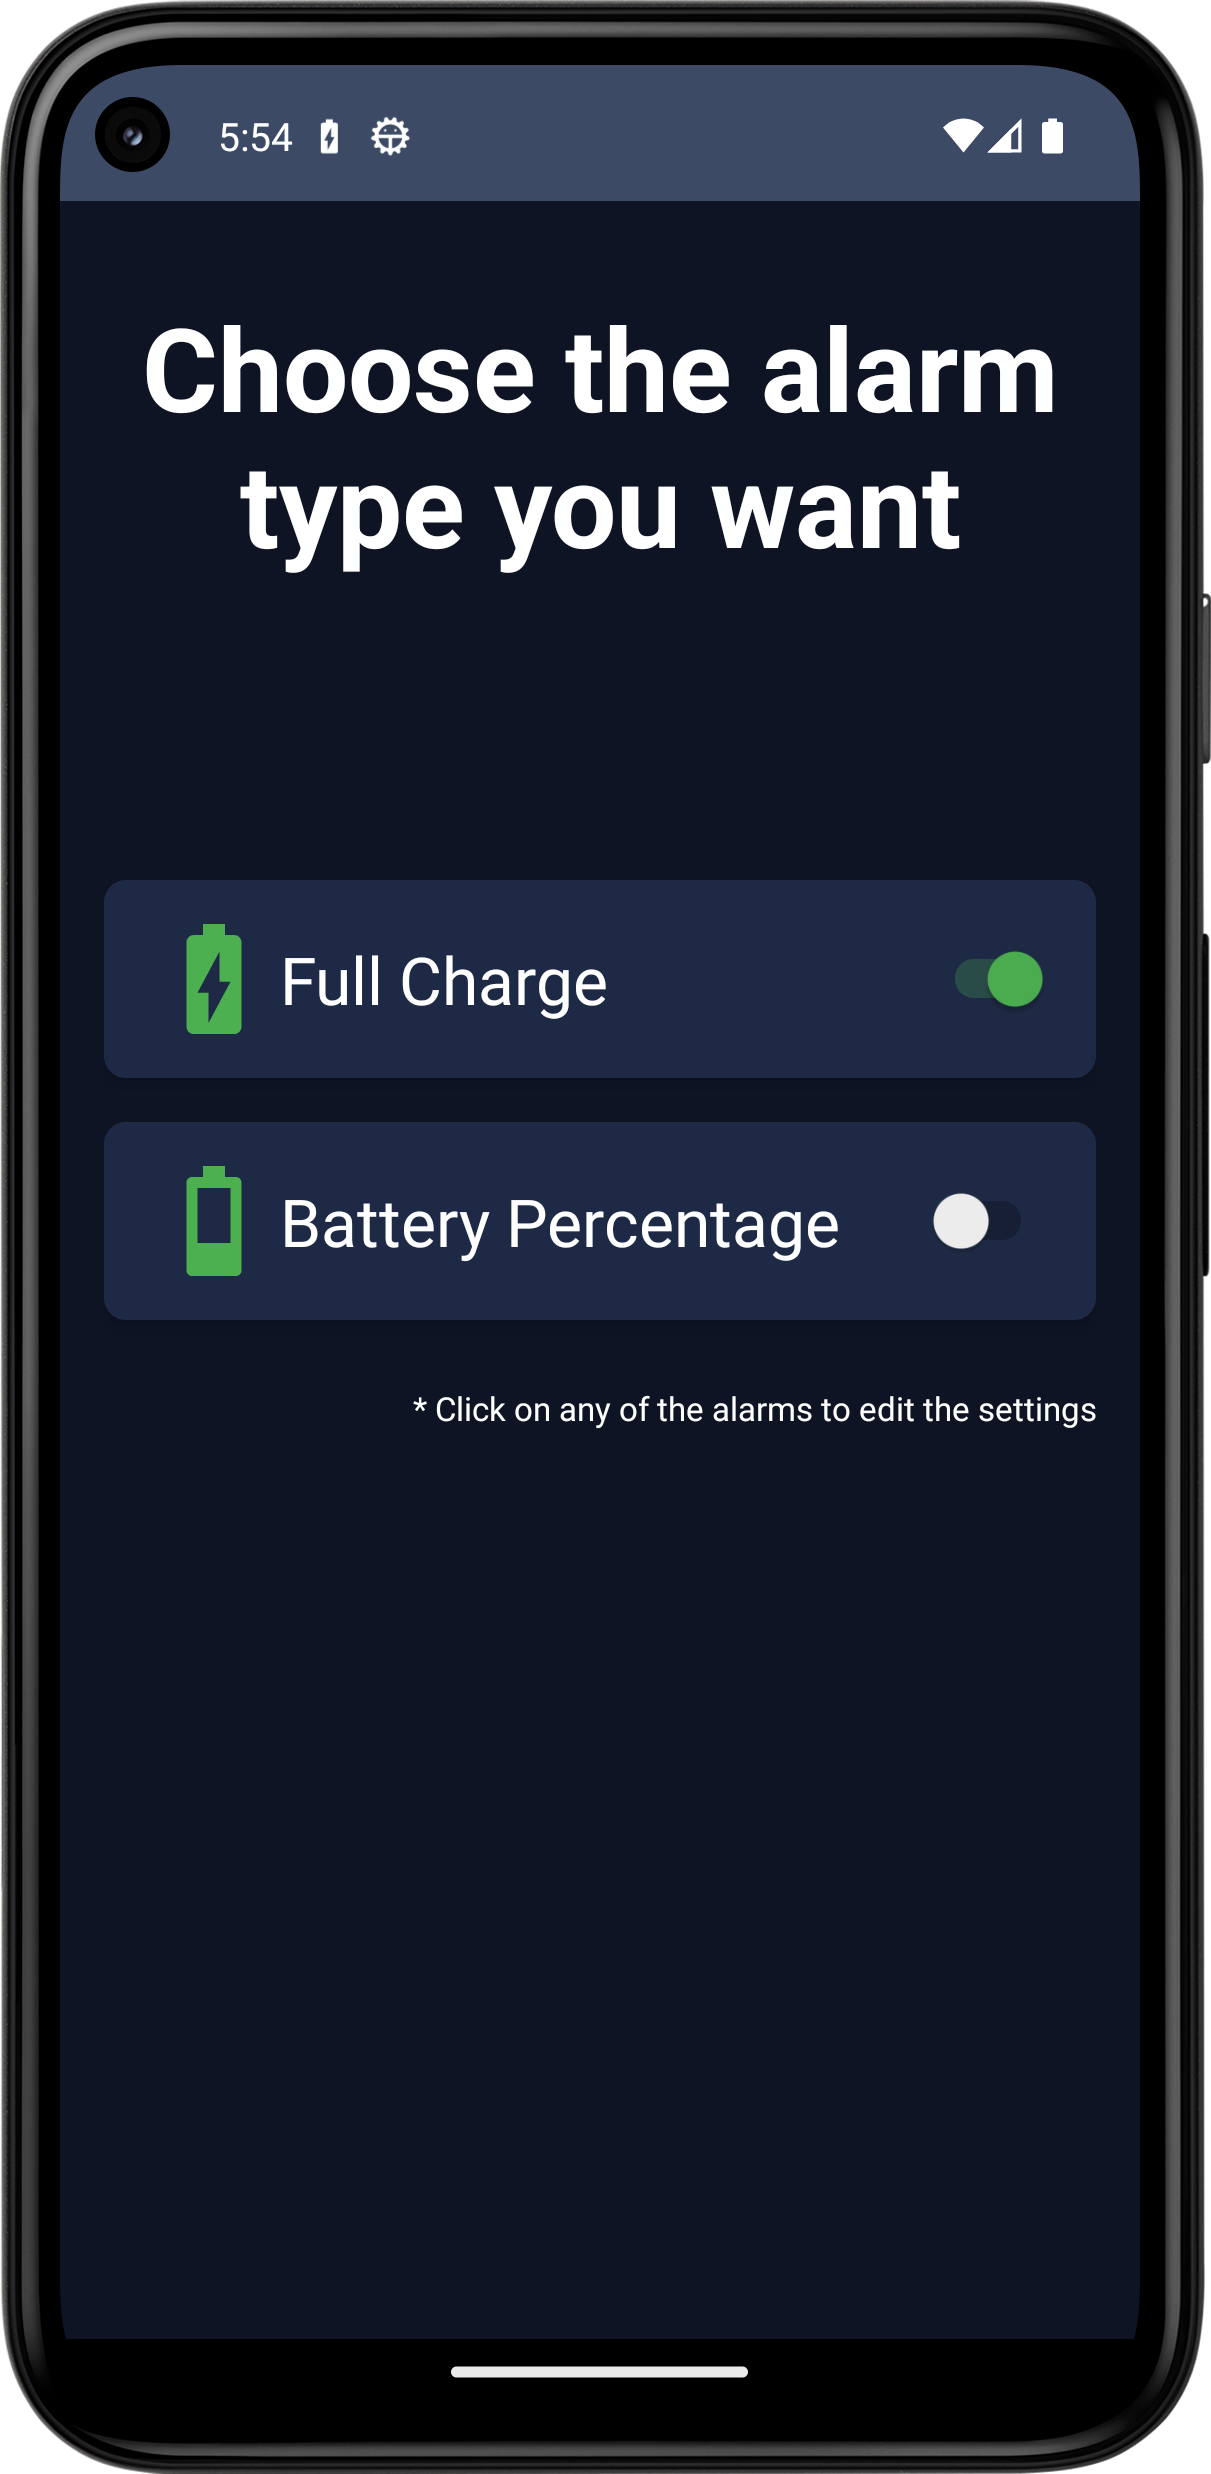 5:54
Choose the alarm
type you want
Full Charge
Battery Percentage
* Click on any of the alarms to edit the settings